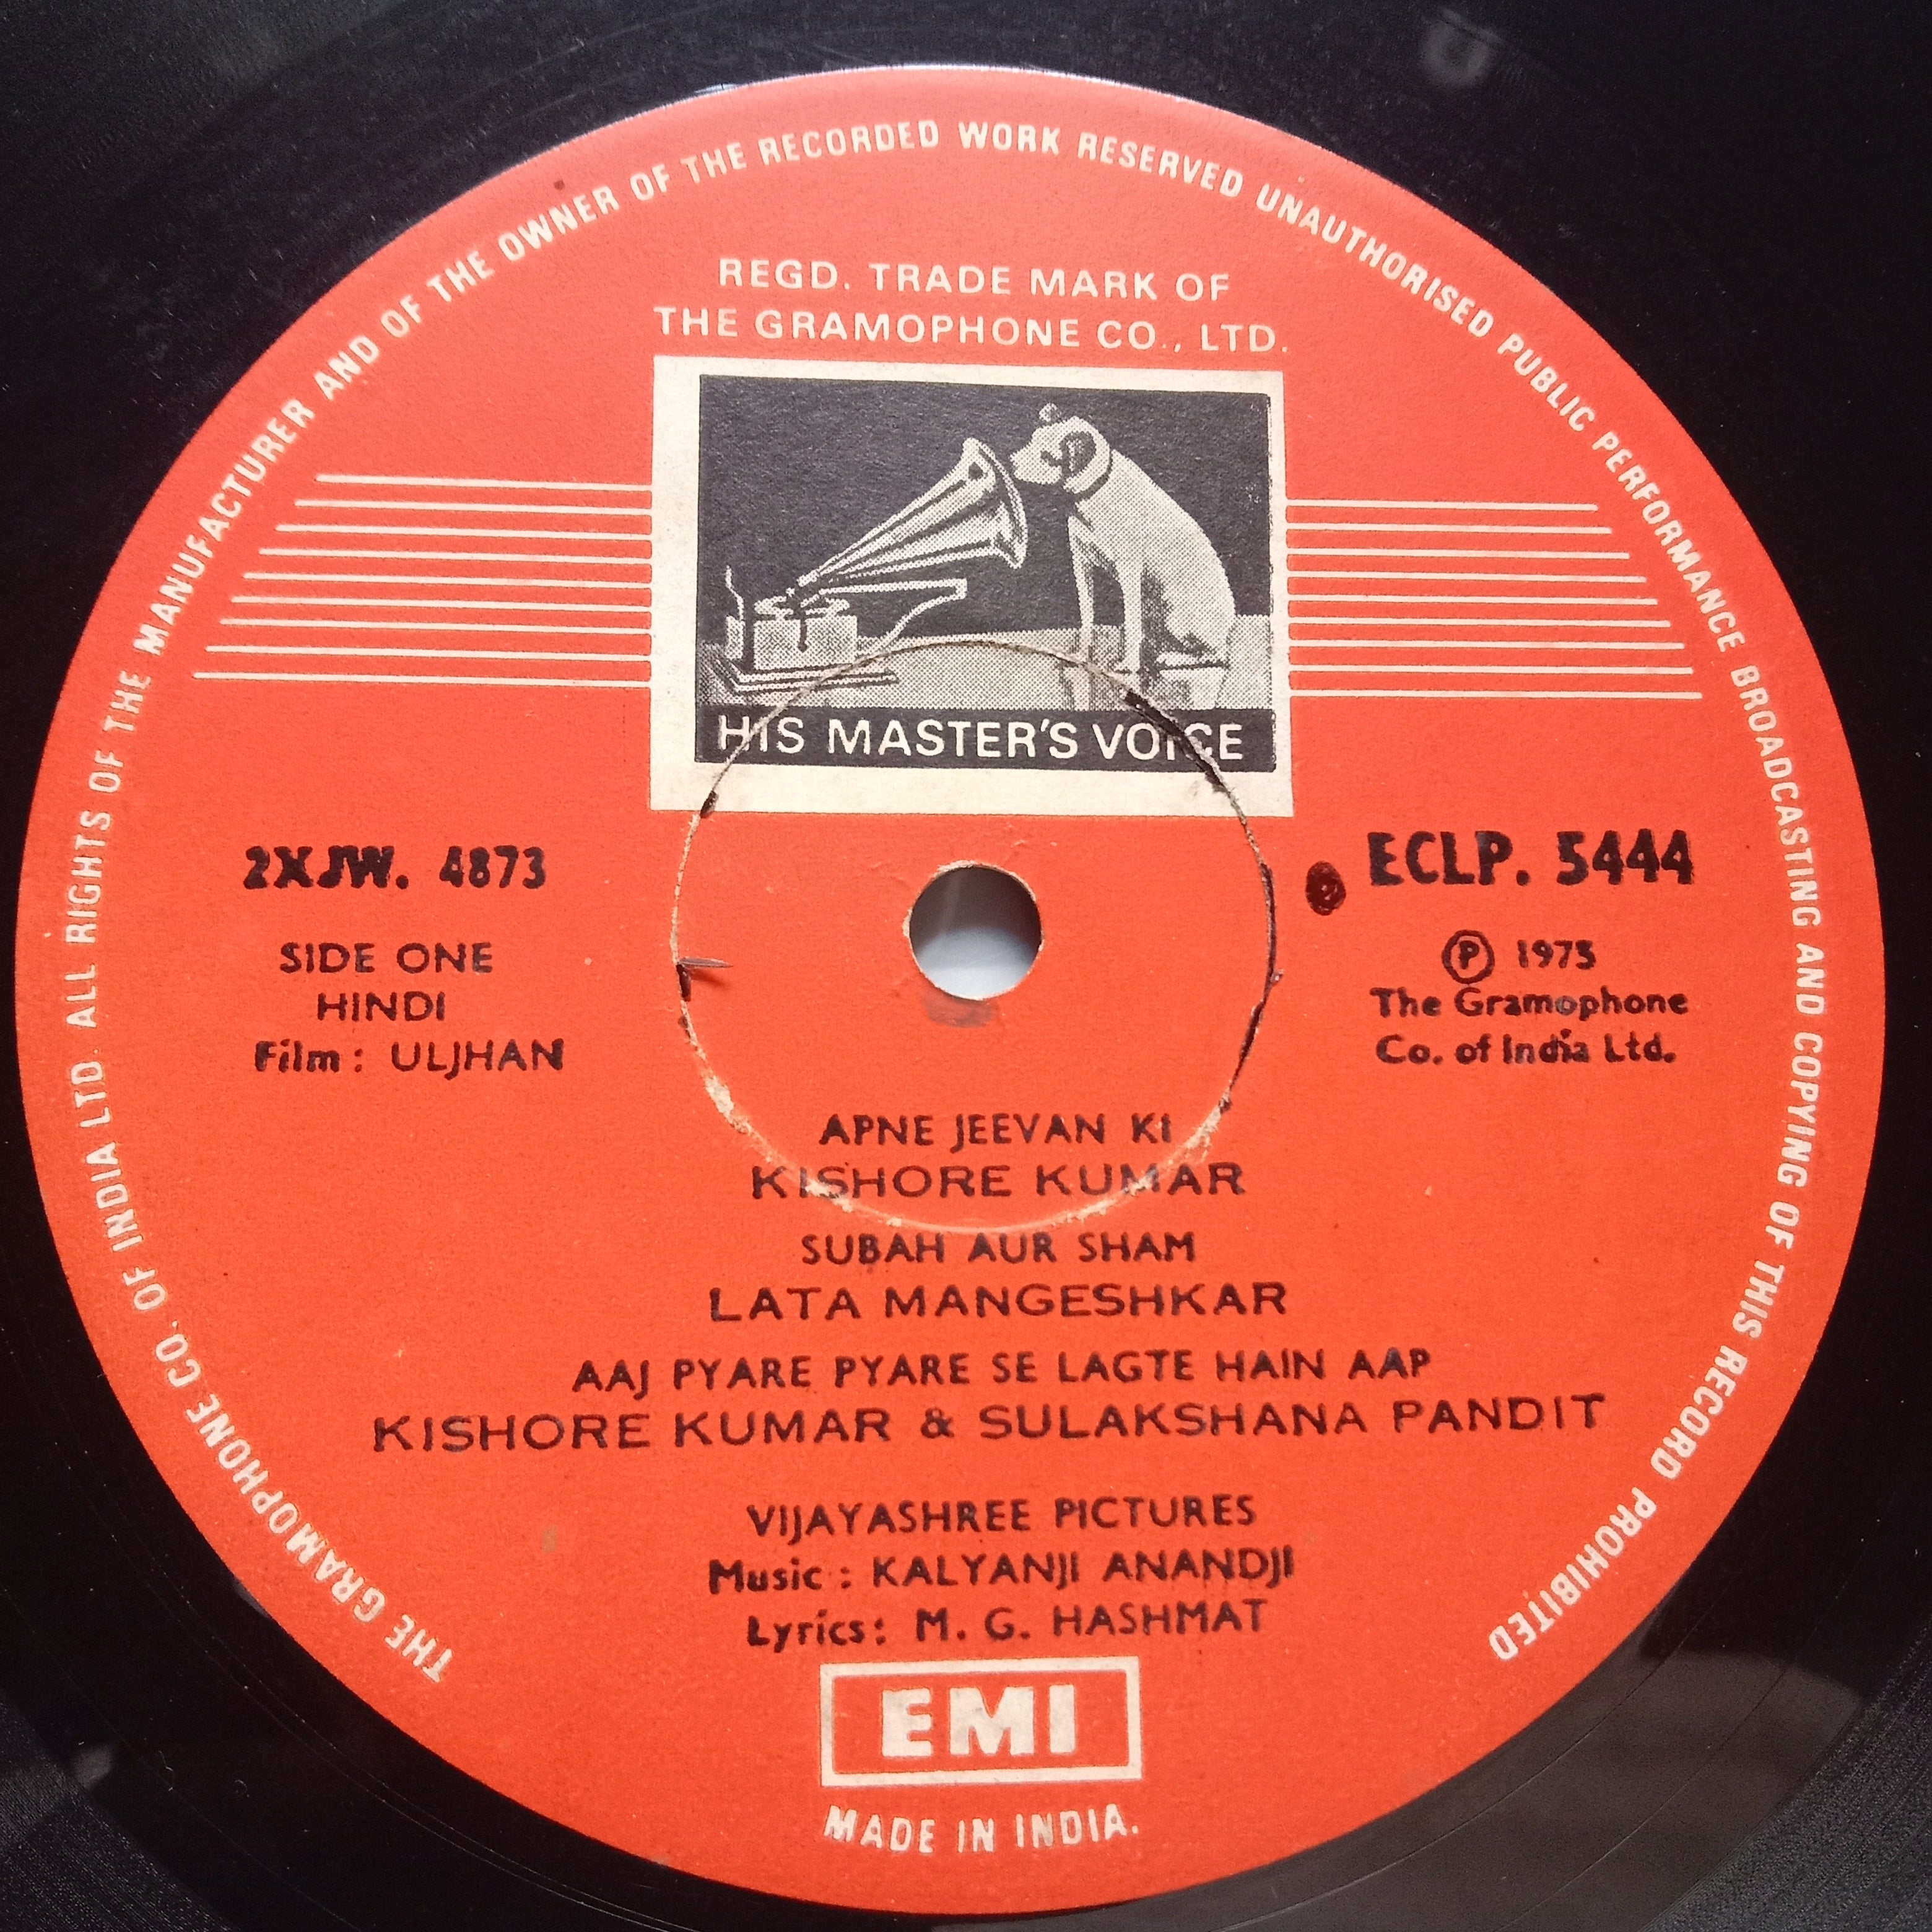 THE GRAMOPHONE CO. OF INDIA LTD. ALL RIGHTS OF THE MANUFACTURER AND OF THE OWNER OF THE RECORDED WORK RESERVED UNAUTHORISED PUBLIC PERFORMANCE BROADCASTING AND COPYING OF THIS RECORD PROHIBITED
REGD. TRADE MARK OF
THE GRAMOPHONE CO., LTD.
HIS MASTER'S VOICE
2XJW. 4873
SIDE ONE
HINDI
Film : ULJHAN
ECLP. 5444
Ⓟ 1975
The Gramophone
Co. of India Ltd.
APNE JEEVAN KI
KISHORE KUMAR
SUBAH AUR SHAM
LATA MANGESHKAR
AAJ PYARE PYARE SE LAGTE HAIN AAP
KISHORE KUMAR & SULAKSHANA PANDIT
VIJAYASHREE PICTURES
Music : KALYANJI ANANDJI
Lyrics : M. G. HASHMAT
EMI
MADE IN INDIA.